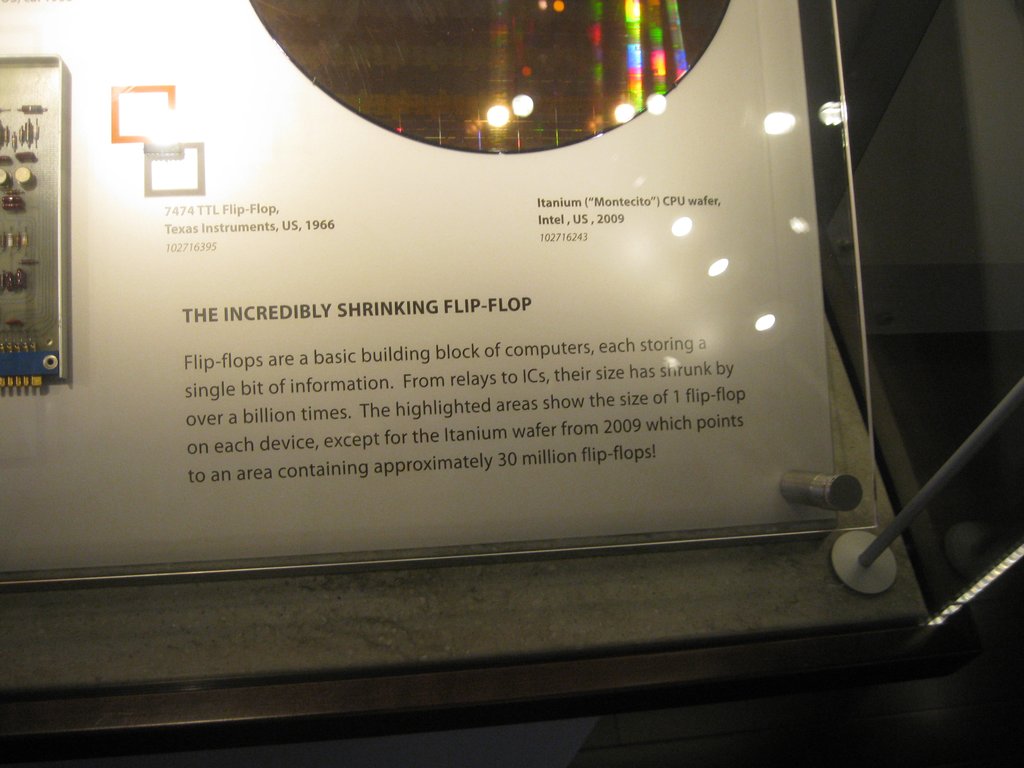 7474 TTL Flip-Flop,
Texas Instruments, US, 1966
102716395
Itanium ("Montecito") CPU wafer,
Intel , US , 2009
102716243
THE INCREDIBLY SHRINKING FLIP-FLOP
Flip-flops are a basic building block of computers, each storing a
single bit of information. From relays to ICs, their size has shrunk by
over a billion times. The highlighted areas show the size of 1 flip-flop
on each device, except for the Itanium wafer from 2009 which points
to an area containing approximately 30 million flip-flops!